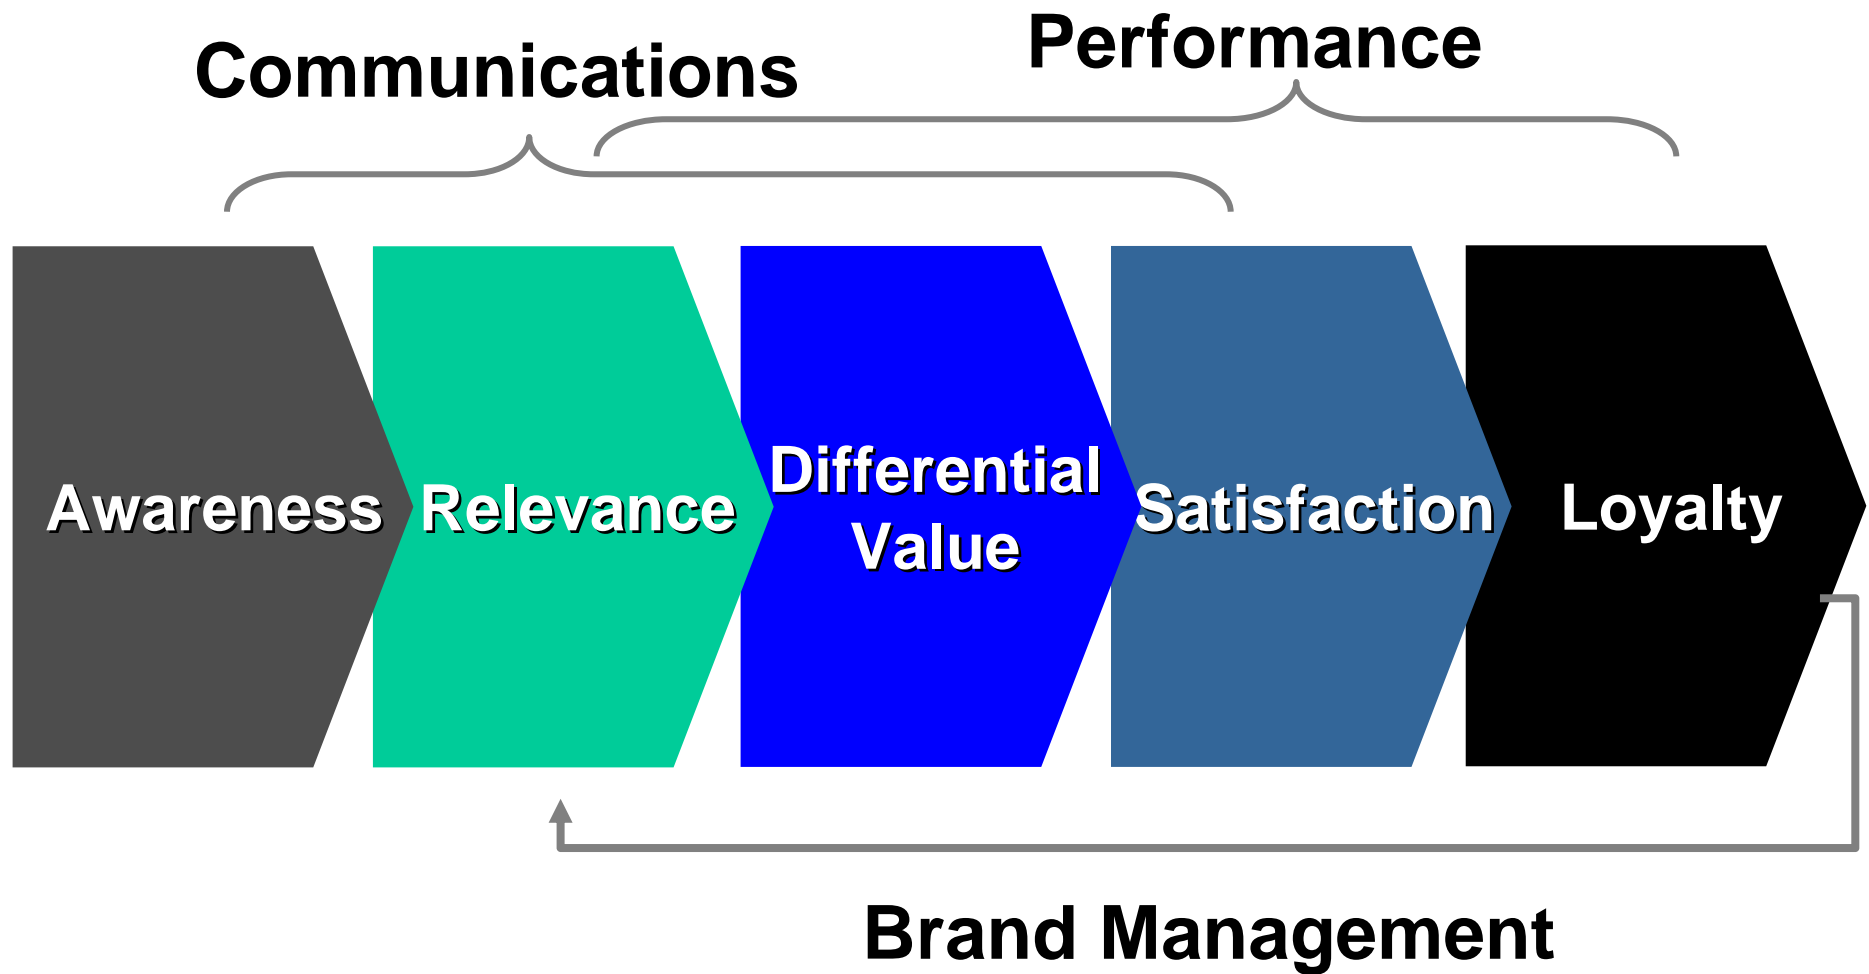 Performance
Communications
Awareness
Relevance
Differential
Value
Satisfaction
Loyalty
Brand Management